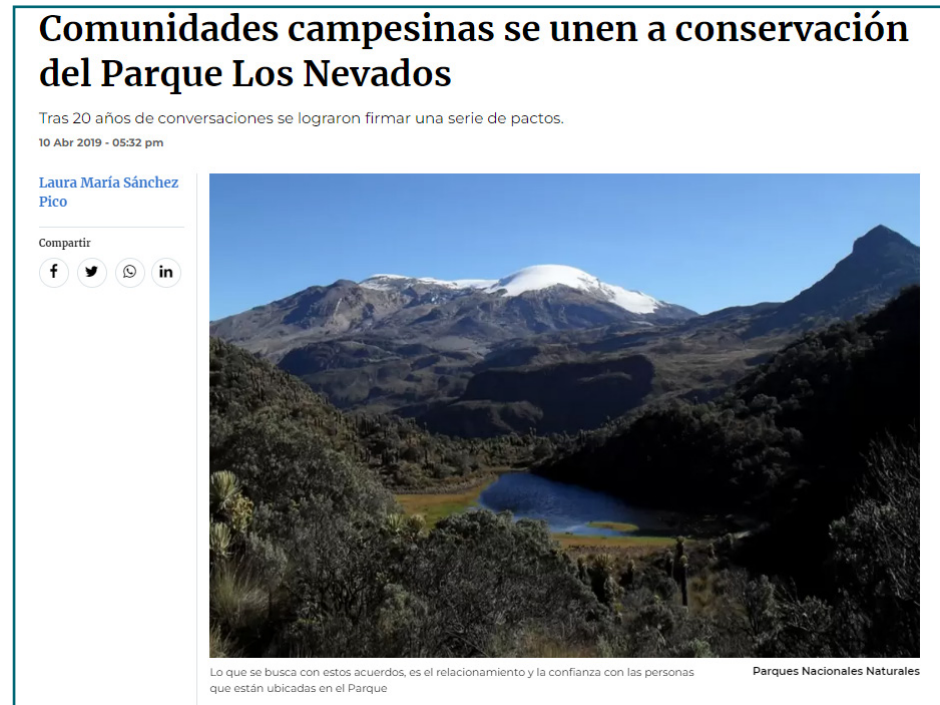 Comunidades campesinas se unen a conservación
del Parque Los Nevados
Tras 20 años de conversaciones se lograron firmar una serie de pactos.
10 Abr 2019 - 05:32 pm
Laura María Sánchez
Pico
Compartir
Lo que se busca con estos acuerdos, es el relacionamiento y la confianza con las personas
que están ubicadas en el Parque
Parques Nacionales Naturales